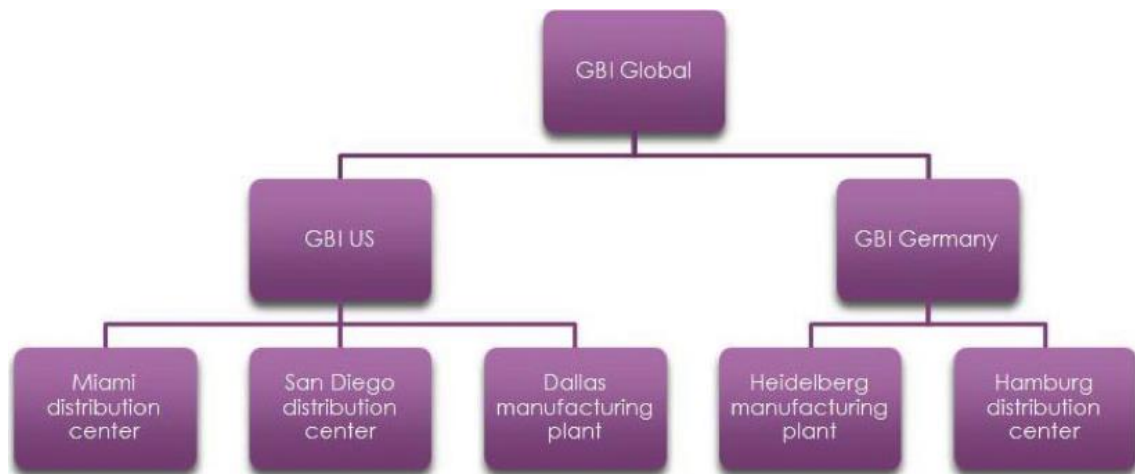 GBI Global
GBI US
GBI Germany
Miami
distribution
center
San Diego
distribution
center
Dallas
manufacturing
plant
Heidelberg
manufacturing
plant
Hamburg
distribution
center